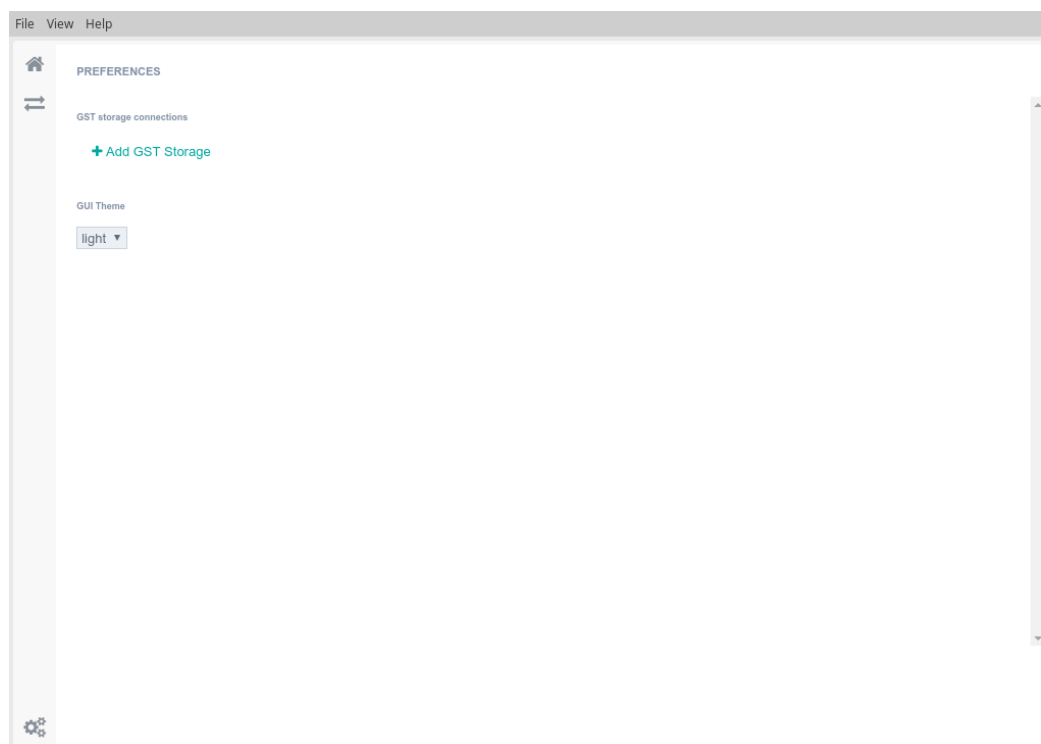 File View Help
PREFERENCES
GST storage connections
+ Add GST Storage
GUI Theme
light